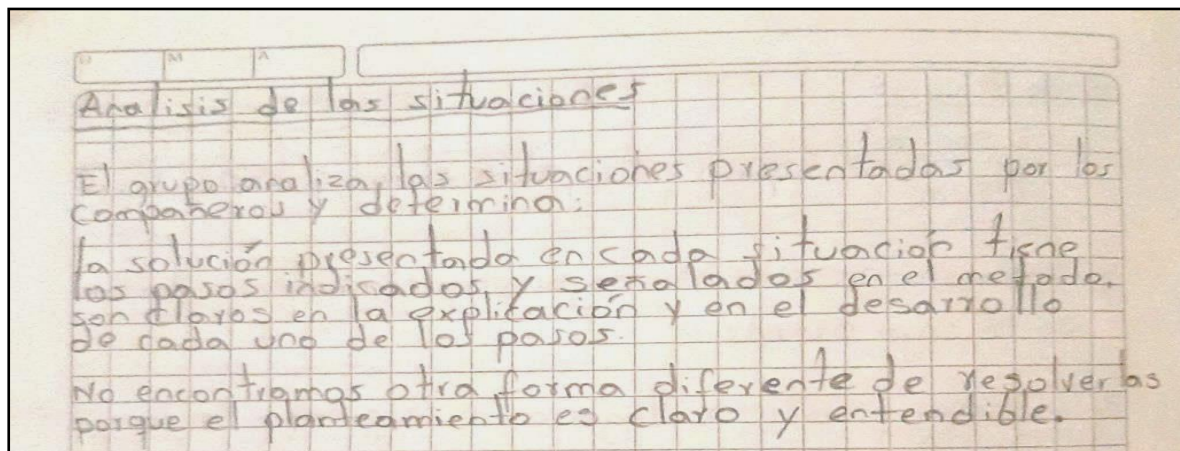 D M A
Analisis de las situaciones
El grupo analiza, las situaciones presentadas por los
compañeros y determina:
la solución presentada en cada situación tiene
los pasos indicados y señalados en el metodo.
son claros en la explicación y en el desarrollo
de cada uno de los pasos.
No encontramos otra forma diferente de resolverlas
porque el planteamiento es claro y entendible.